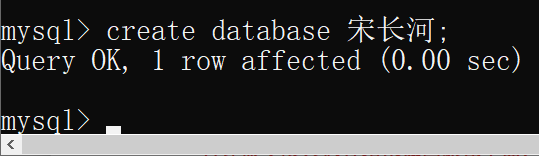 mysql> create database 宋长河;
Query OK, 1 row affected (0.00 sec)
mysql>